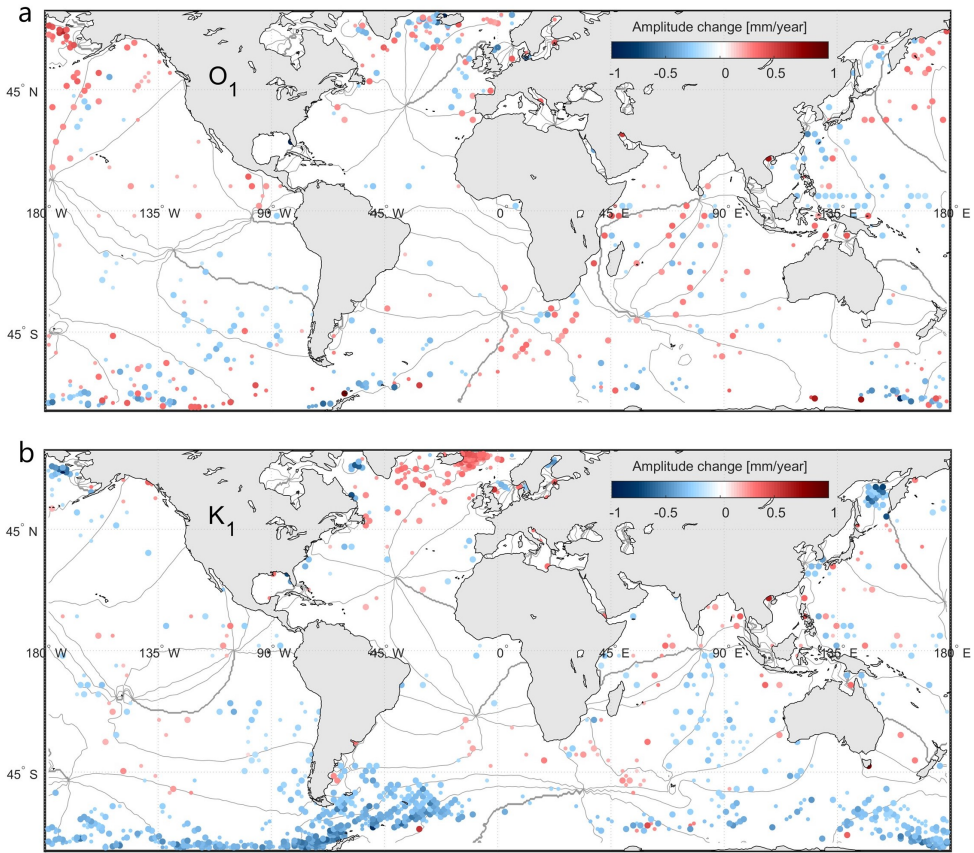 a
O1
Amplitude change [mm/year]
-1 -0.5 0 0.5 1
45° N
180° W 135° W 90° W 45° W 0 45° E 90° E 135° E 180° E
45° S
b
K1
Amplitude change [mm/year]
-1 -0.5 0 0.5 1
45° N
180° W 135° W 90° W 45° W 0 45° E 90° E 135° E 180° E
45° S